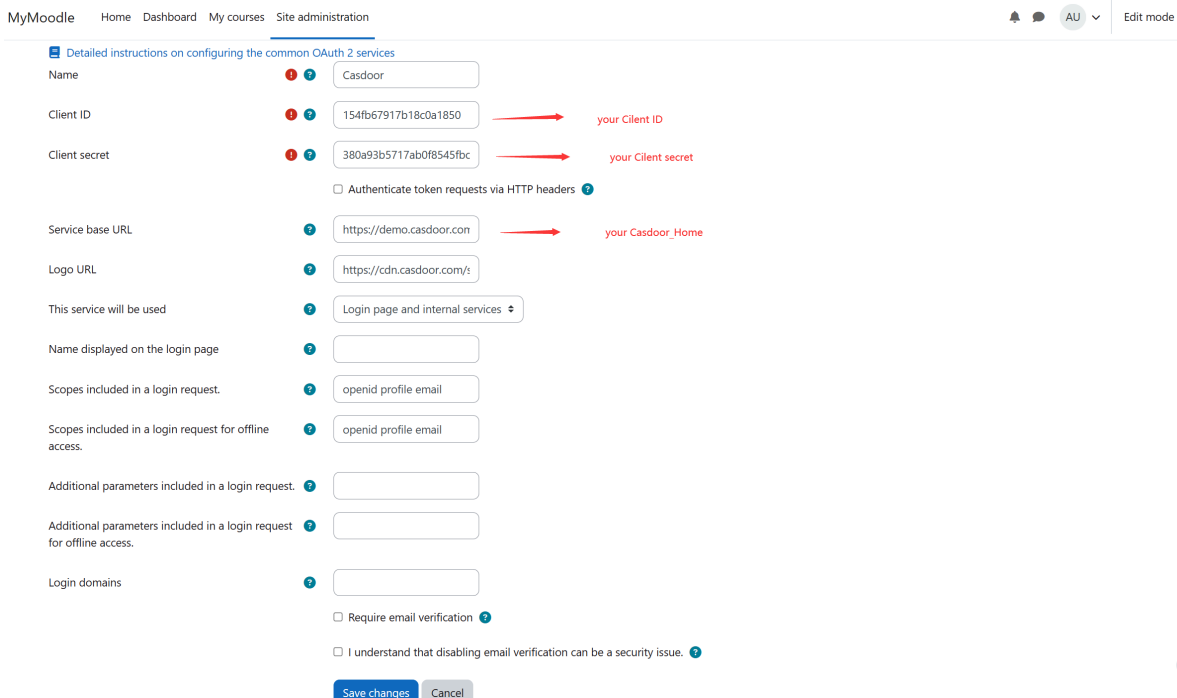 MyMoodle Home Dashboard My courses Site administration AU Edit mode
Detailed instructions on configuring the common OAuth 2 services
Name Casdoor
Client ID 154fb67917b18c0a1850 your Cilent ID
Client secret 380a93b5717ab0f8545fbc your Cilent secret
Authenticate token requests via HTTP headers
Service base URL https://demo.casdoor.com your Casdoor_Home
Logo URL https://cdn.casdoor.com/s
This service will be used Login page and internal services
Name displayed on the login page
Scopes included in a login request. openid profile email
Scopes included in a login request for offline openid profile email
access.
Additional parameters included in a login request.
Additional parameters included in a login request
for offline access.
Login domains
Require email verification
I understand that disabling email verification can be a security issue.
Save changes Cancel